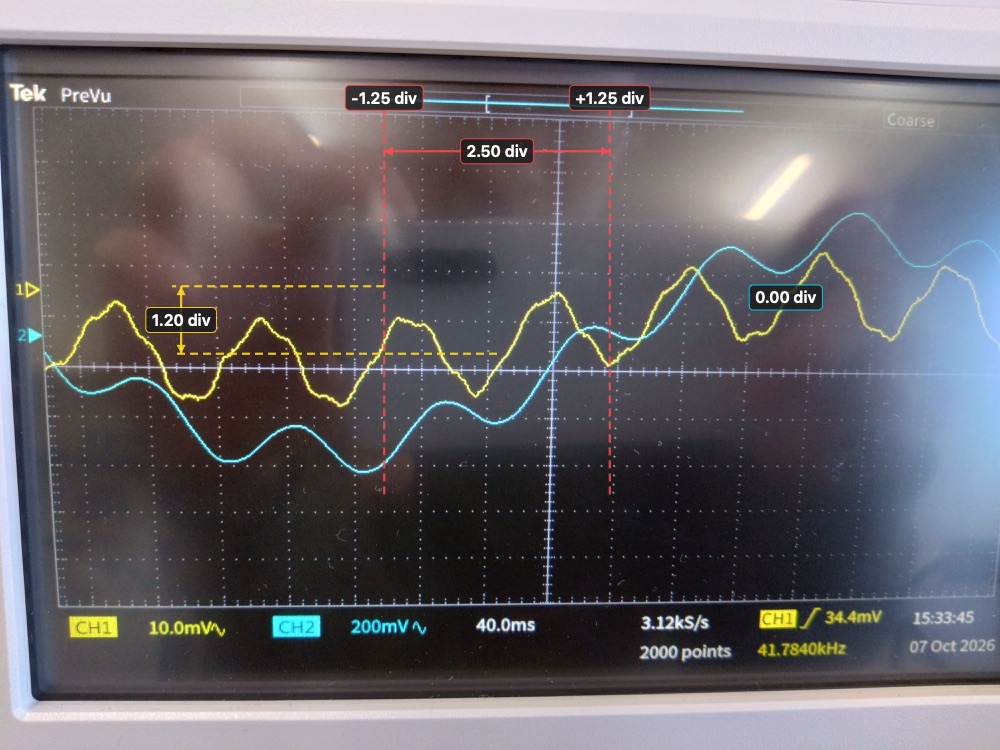 Tek PreVu
-1.25 div
+1.25 div
Coarse
2.50 div
1
1.20 div
0.00 div
2
CH1 10.0mV CH2 200mV 40.0ms 3.12kS/s CH1 34.4mV 15:33:45
2000 points 41.7840kHz 07 Oct 2026